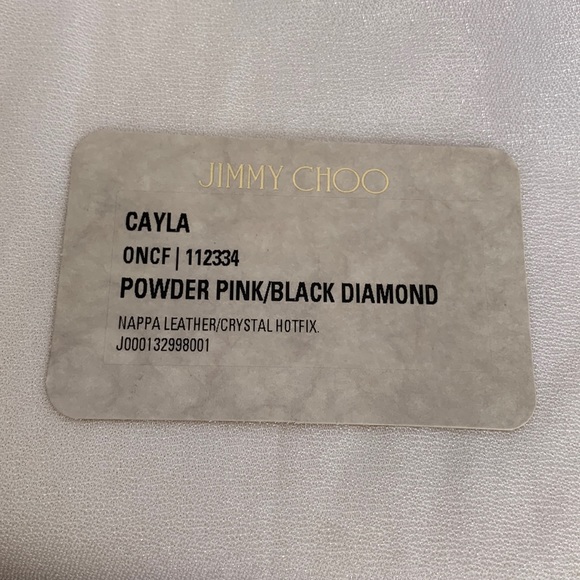 JIMMY CHOO
CAYLA
ONCF | 112334
POWDER PINK/BLACK DIAMOND
NAPPA LEATHER/CRYSTAL HOTFIX.
J000132998001